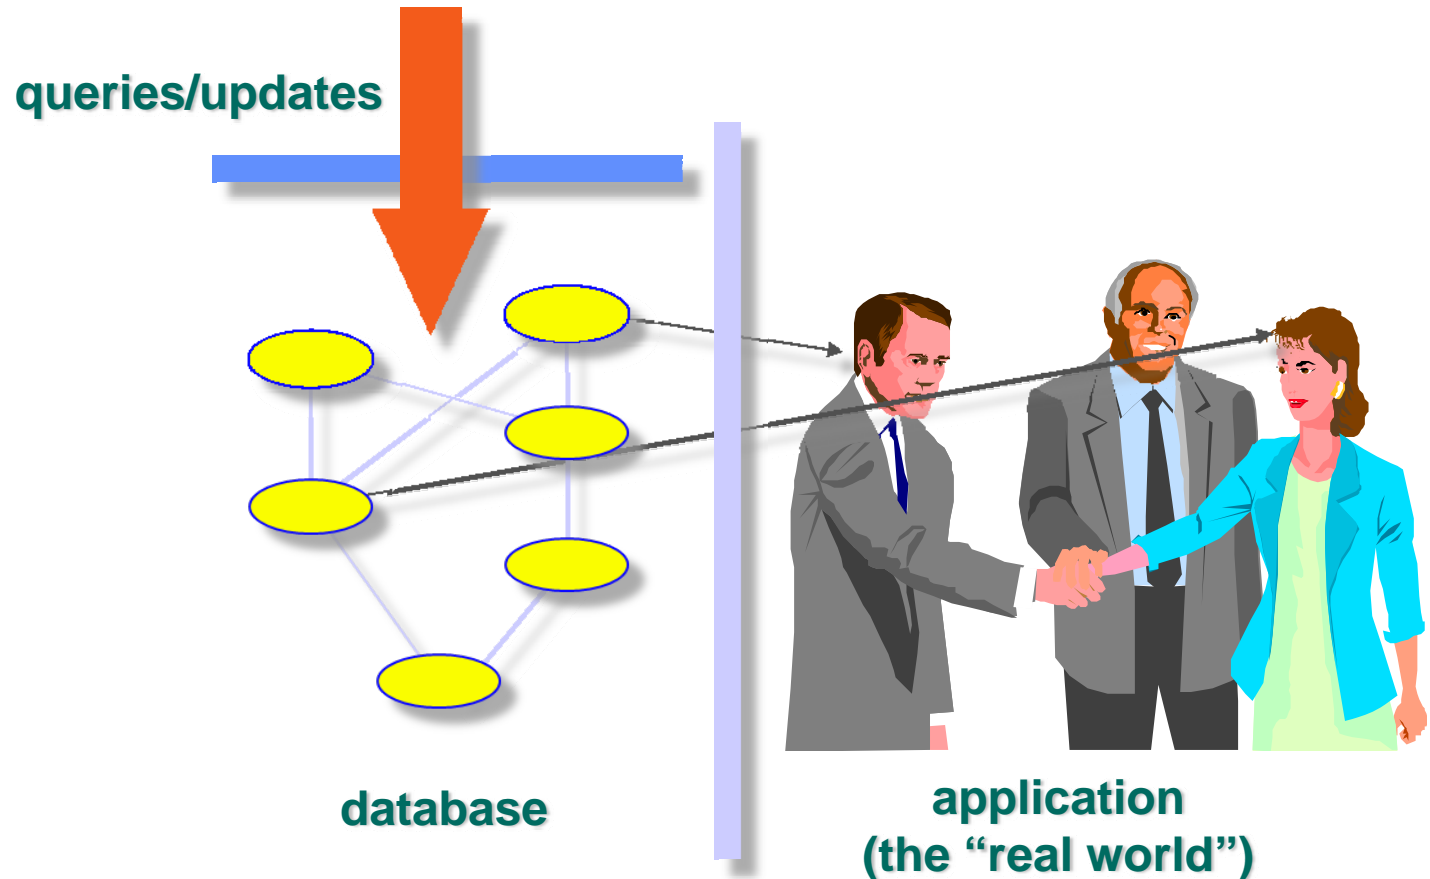 queries/updates
database
application
(the “real world”)